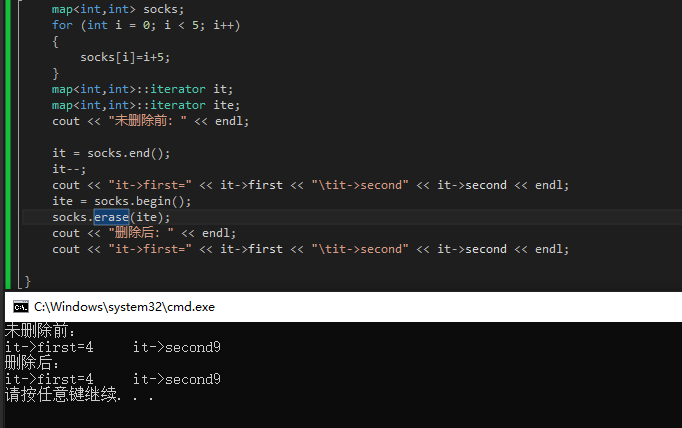 map<int,int> socks;
for (int i = 0; i < 5; i++)
{
socks[i]=i+5;
}
map<int,int>::iterator it;
map<int,int>::iterator ite;
cout << "未删除前：" << endl;
it = socks.end();
it--;
cout << "it->first=" << it->first << "\tit->second" << it->second << endl;
ite = socks.begin();
socks.erase(ite);
cout << "删除后：" << endl;
cout << "it->first=" << it->first << "\tit->second" << it->second << endl;
}
C:\Windows\system32\cmd.exe
未删除前：
it->first=4 it->second9
删除后：
it->first=4 it->second9
请按任意键继续. . .